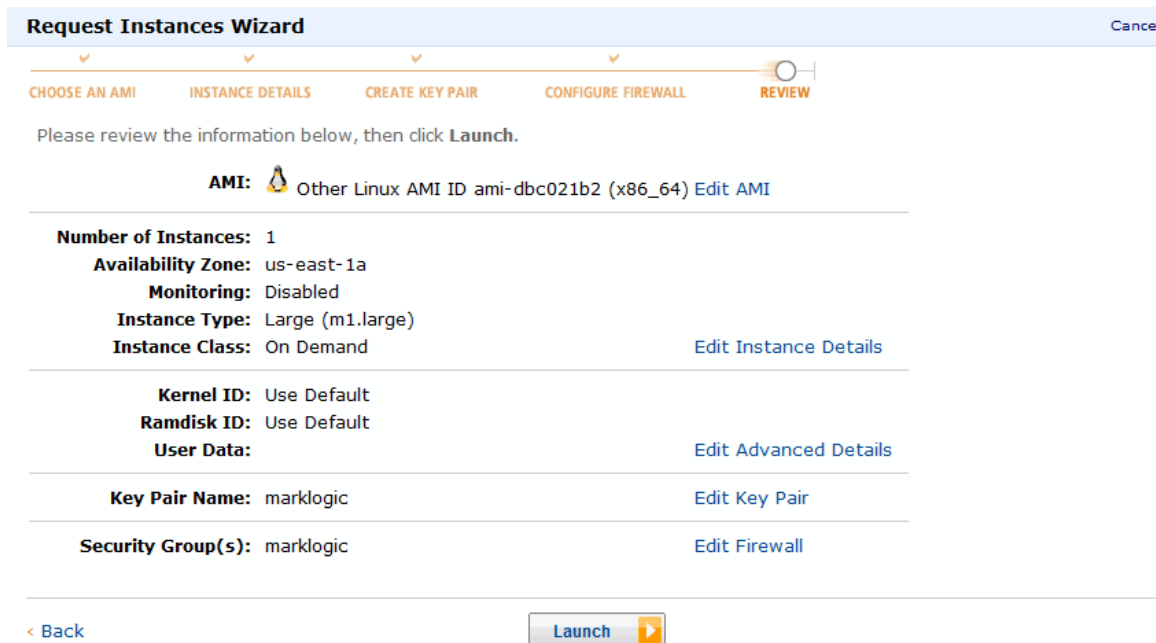 Request Instances Wizard Cance
CHOOSE AN AMI INSTANCE DETAILS CREATE KEY PAIR CONFIGURE FIREWALL REVIEW
Please review the information below, then click Launch.
AMI: Other Linux AMI ID ami-dbc021b2 (x86_64) Edit AMI
Number of Instances: 1
Availability Zone: us-east-1a
Monitoring: Disabled
Instance Type: Large (m1.large)
Instance Class: On Demand Edit Instance Details
Kernel ID: Use Default
Ramdisk ID: Use Default
User Data: Edit Advanced Details
Key Pair Name: marklogic Edit Key Pair
Security Group(s): marklogic Edit Firewall
< Back Launch